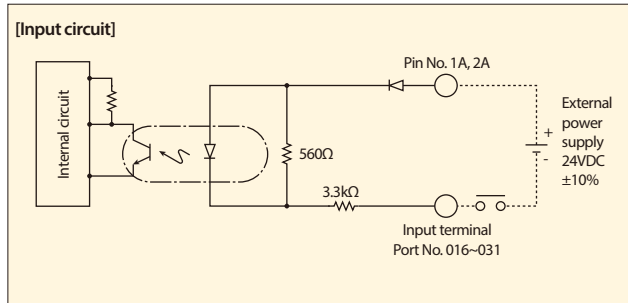 [Input circuit]
Pin No. 1A, 2A
Internal circuit
560Ω
3.3kΩ
External
power
supply
24VDC
±10%
+
-
Input terminal
Port No. 016~031